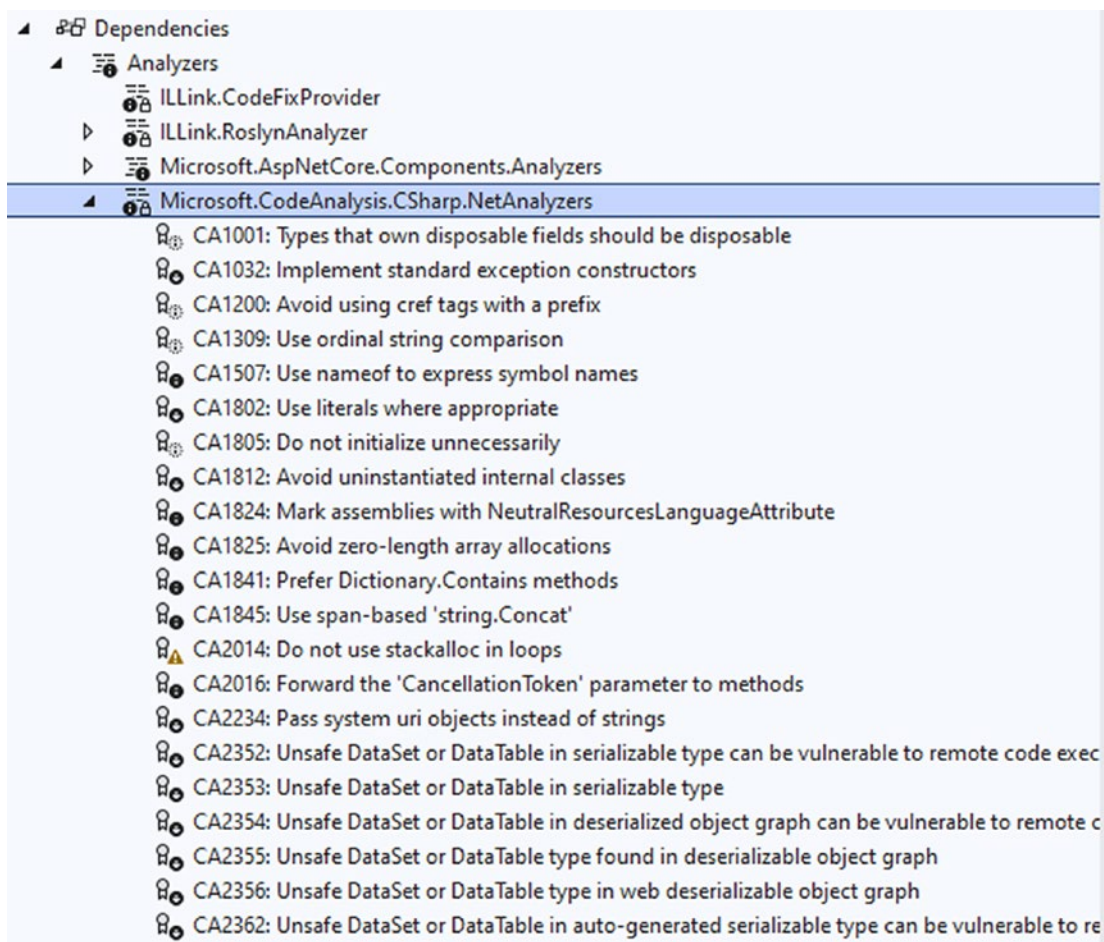 Dependencies
Analyzers
ILLink.CodeFixProvider
ILLink.RoslynAnalyzer
Microsoft.AspNetCore.Components.Analyzers
Microsoft.CodeAnalysis.CSharp.NetAnalyzers
CA1001: Types that own disposable fields should be disposable
CA1032: Implement standard exception constructors
CA1200: Avoid using cref tags with a prefix
CA1309: Use ordinal string comparison
CA1507: Use nameof to express symbol names
CA1802: Use literals where appropriate
CA1805: Do not initialize unnecessarily
CA1812: Avoid uninstantiated internal classes
CA1824: Mark assemblies with NeutralResourcesLanguageAttribute
CA1825: Avoid zero-length array allocations
CA1841: Prefer Dictionary.Contains methods
CA1845: Use span-based 'string.Concat'
CA2014: Do not use stackalloc in loops
CA2016: Forward the 'CancellationToken' parameter to methods
CA2234: Pass system uri objects instead of strings
CA2352: Unsafe DataSet or DataTable in serializable type can be vulnerable to remote code exec
CA2353: Unsafe DataSet or DataTable in serializable type
CA2354: Unsafe DataSet or DataTable in deserialized object graph can be vulnerable to remote c
CA2355: Unsafe DataSet or DataTable type found in deserializable object graph
CA2356: Unsafe DataSet or DataTable type in web deserializable object graph
CA2362: Unsafe DataSet or DataTable in auto-generated serializable type can be vulnerable to re